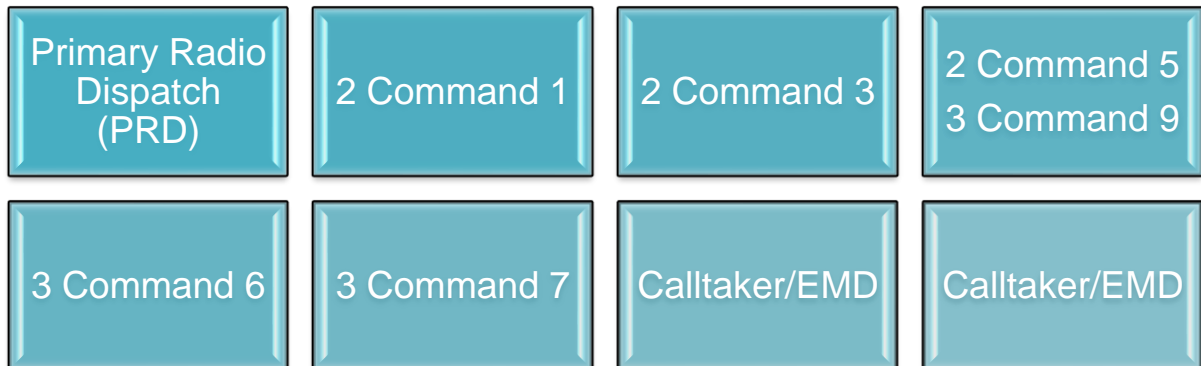 Primary Radio
Dispatch
(PRD)
2 Command 1
2 Command 3
2 Command 5
3 Command 9
3 Command 6
3 Command 7
Calltaker/EMD
Calltaker/EMD